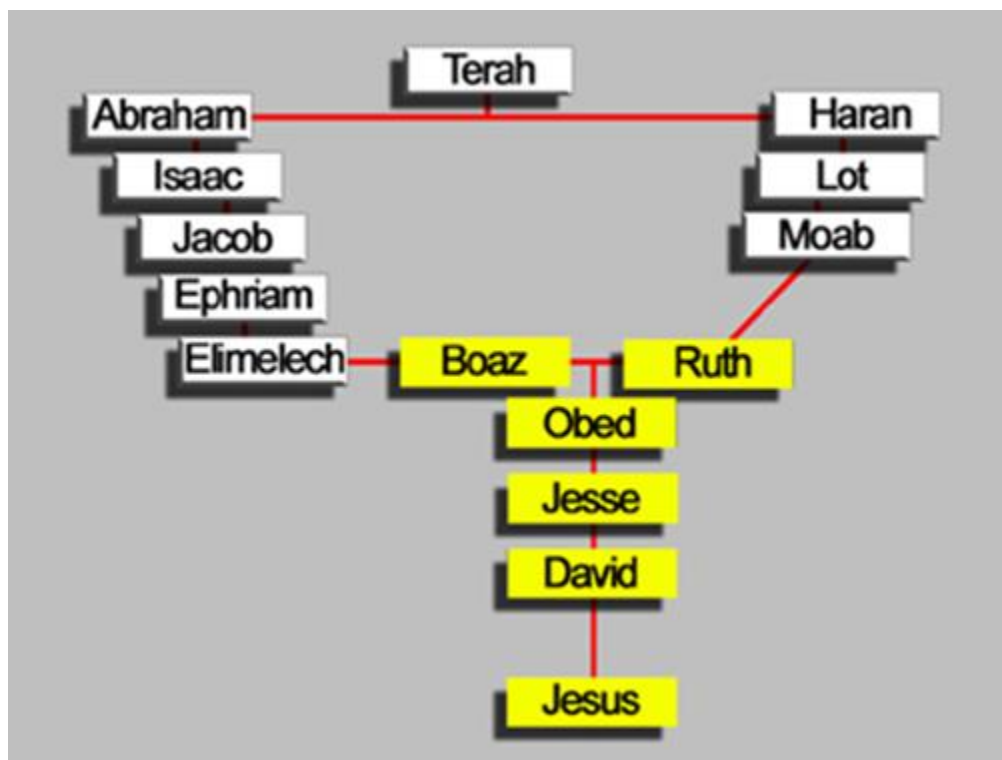 Terah
Abraham
Haran
Isaac
Lot
Jacob
Moab
Ephriam
Elimelech
Boaz
Ruth
Obed
Jesse
David
Jesus